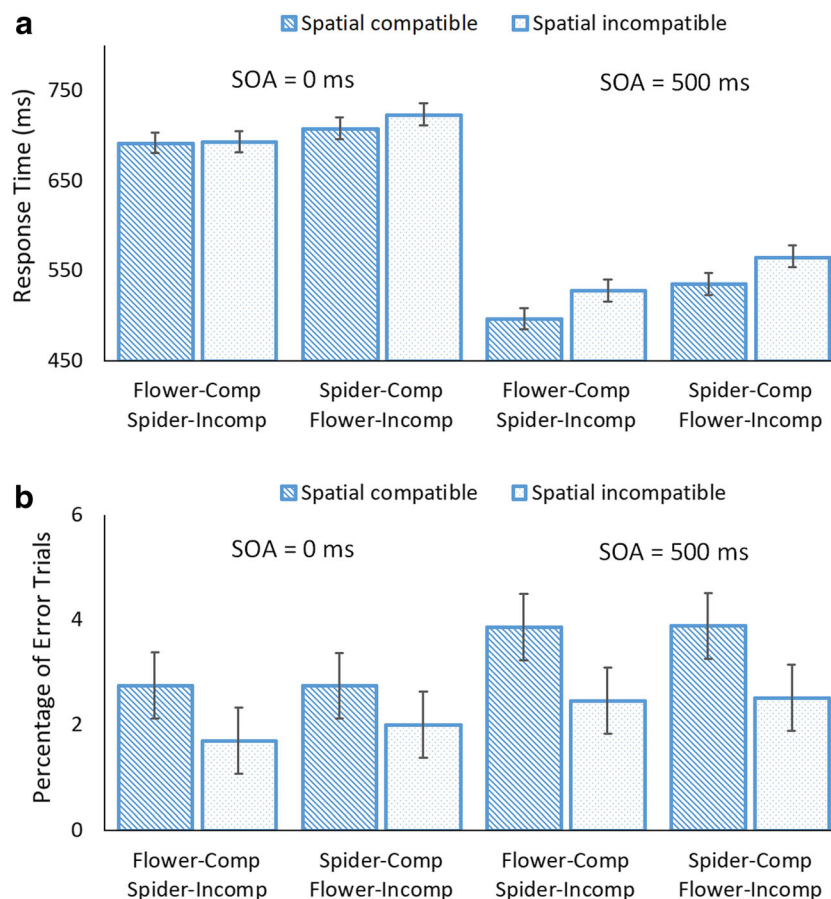 a
Spatial compatible Spatial incompatible
SOA = 0 ms SOA = 500 ms
Response Time (ms)
750
650
550
450
Flower-Comp Spider-Comp Flower-Comp Spider-Comp
Spider-Incomp Flower-Incomp Spider-Incomp Flower-Incomp
b
Spatial compatible Spatial incompatible
SOA = 0 ms SOA = 500 ms
Percentage of Error Trials
6
4
2
0
Flower-Comp Spider-Comp Flower-Comp Spider-Comp
Spider-Incomp Flower-Incomp Spider-Incomp Flower-Incomp